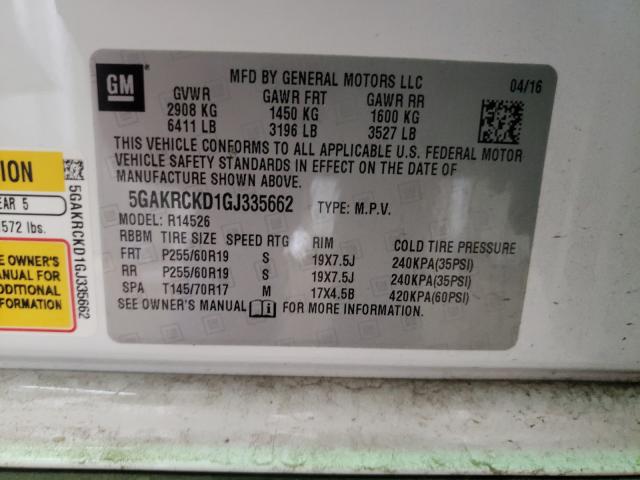 GM
MFD BY GENERAL MOTORS LLC
04/16
GVWR GAWR FRT GAWR RR
2908 KG 1450 KG 1600 KG
6411 LB 3196 LB 3527 LB
THIS VEHICLE CONFORMS TO ALL APPLICABLE U.S. FEDERAL MOTOR
VEHICLE SAFETY STANDARDS IN EFFECT ON THE DATE OF
MANUFACTURE SHOWN ABOVE.
5GAKRCKD1GJ335662 TYPE: M.P.V.
MODEL: R14526
RBBM TIRE SIZE SPEED RTG RIM COLD TIRE PRESSURE
FRT P255/60R19 S 19X7.5J 240KPA(35PSI)
RR P255/60R19 S 19X7.5J 240KPA(35PSI)
SPA T145/70R17 M 17X4.5B 420KPA(60PSI)
SEE OWNER'S MANUAL i FOR MORE INFORMATION.
ION
EAR 5
572 lbs.
E OWNER'S
MANUAL FOR
ADDITIONAL
5GAKRCKD1GJ335662